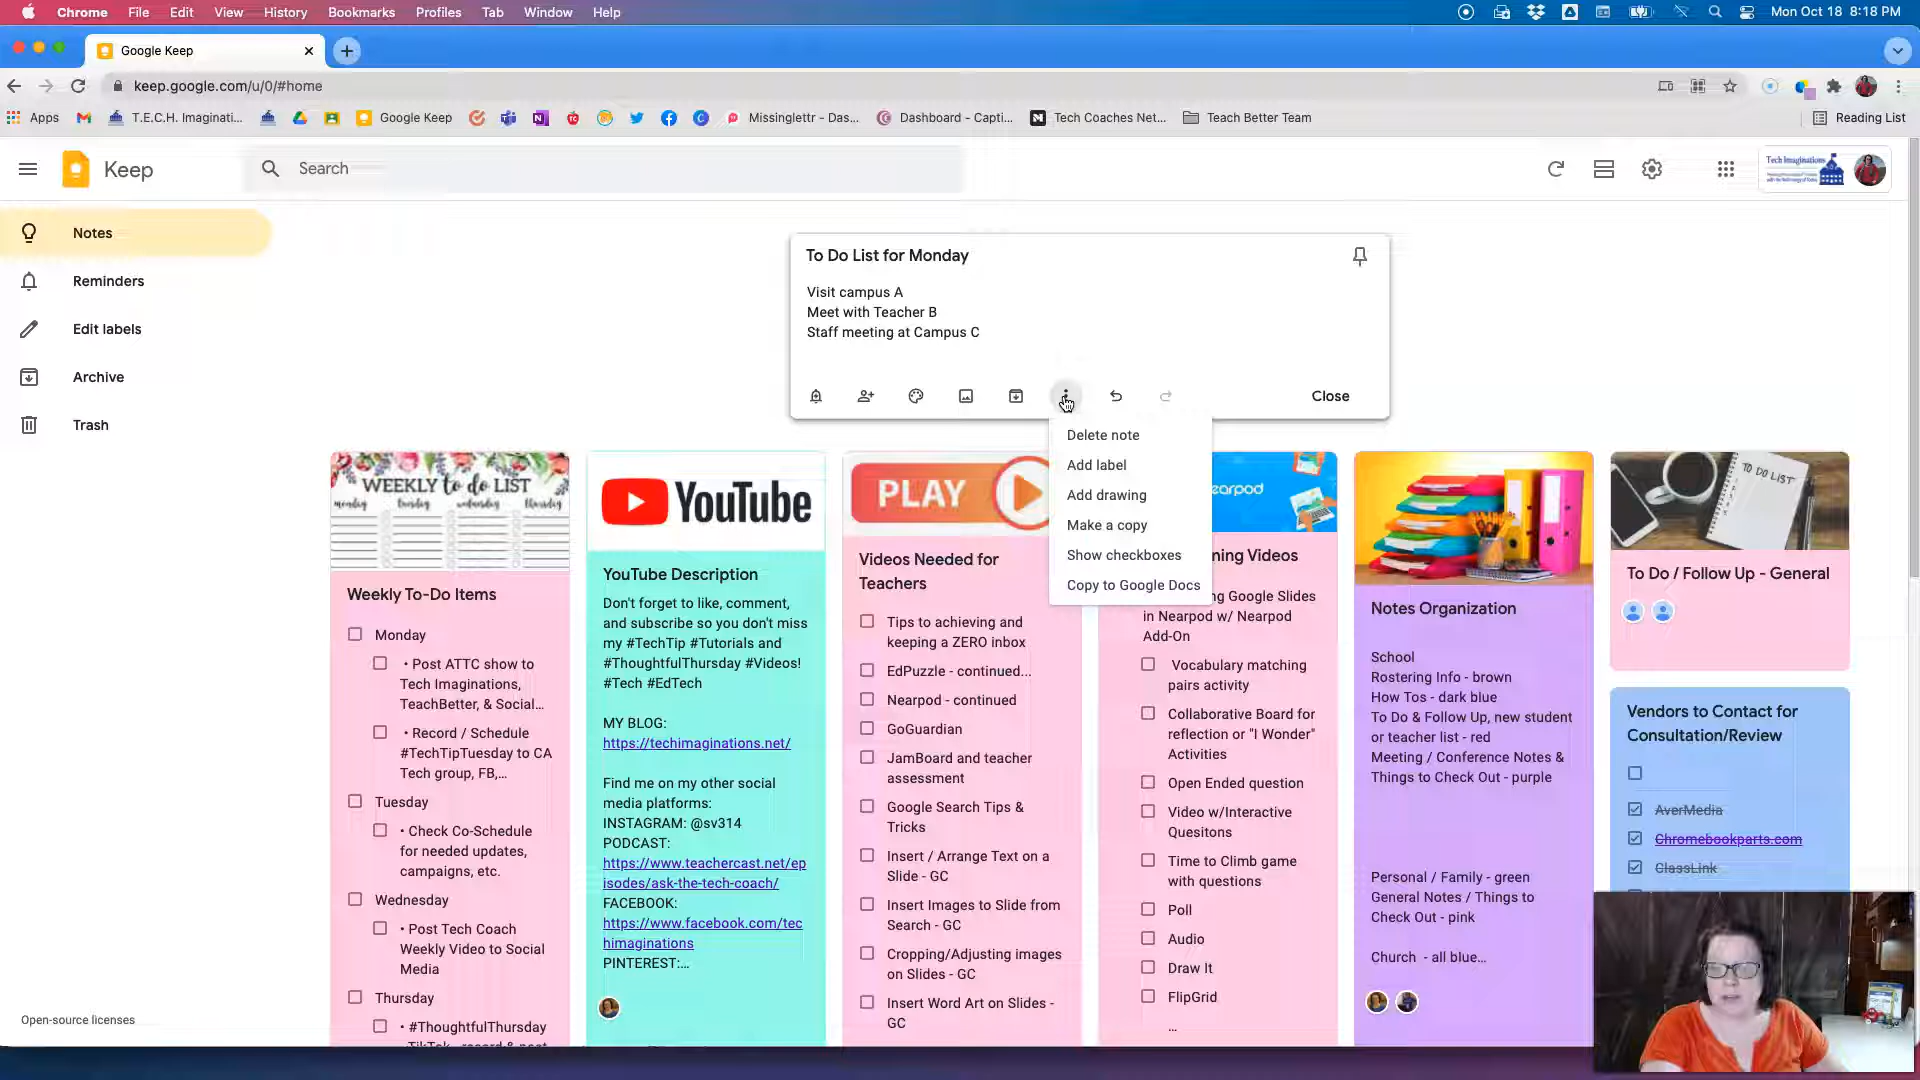 Chrome File Edit View History Bookmarks Profiles Tab Window Help
Mon Oct 18 8:18 PM
Google Keep
keep.google.com/u/0/#home
Apps
T.E.C.H. Imaginati...
Google Keep
Missinglettr - Das...
Dashboard - Capti...
Tech Coaches Net...
Teach Better Team
Reading List
Keep
Search
Tech Imaginations
Notes
Reminders
Edit labels
Archive
Trash
Open-source licenses
To Do List for Monday
Visit campus A
Meet with Teacher B
Staff meeting at Campus C
Close
Delete note
Add label
Add drawing
Make a copy
Show checkboxes
Copy to Google Docs
WEEKLY to do LIST
monday tuesday wednesday thursday
Weekly To-Do Items
Monday
• Post ATTC show to
Tech Imaginations,
TeachBetter, & Social...
• Record / Schedule
#TechTipTuesday to CA
Tech group, FB,...
Tuesday
• Check Co-Schedule
for needed updates,
campaigns, etc.
Wednesday
• Post Tech Coach
Weekly Video to Social
Media
Thursday
• #ThoughtfulThursday
YouTube
YouTube Description
Don't forget to like, comment,
and subscribe so you don't miss
my #TechTip #Tutorials and
#ThoughtfulThursday #Videos!
#Tech #EdTech
MY BLOG:
https://techimaginations.net/
Find me on my other social
media platforms:
INSTAGRAM: @sv314
PODCAST:
https://www.teachercast.net/ep
isodes/ask-the-tech-coach/
FACEBOOK:
https://www.facebook.com/tec
himaginations
PINTEREST:...
PLAY
Videos Needed for
Teachers
Tips to achieving and
keeping a ZERO inbox
EdPuzzle - continued...
Nearpod - continued
GoGuardian
JamBoard and teacher
assessment
Google Search Tips &
Tricks
Insert / Arrange Text on a
Slide - GC
Insert Images to Slide from
Search - GC
Cropping/Adjusting images
on Slides - GC
Insert Word Art on Slides -
GC
earpod
ning Videos
g Google Slides
in Nearpod w/ Nearpod
Add-On
Vocabulary matching
pairs activity
Collaborative Board for
reflection or "I Wonder"
Activities
Open Ended question
Video w/Interactive
Quesitons
Time to Climb game
with questions
Poll
Audio
Draw It
FlipGrid
...
Notes Organization
School
Rostering Info - brown
How Tos - dark blue
To Do & Follow Up, new student
or teacher list - red
Meeting / Conference Notes &
Things to Check Out - purple
Personal / Family - green
General Notes / Things to
Check Out - pink
Church - all blue...
TO DO LIST
To Do / Follow Up - General
Vendors to Contact for
Consultation/Review
AverMedia
Chromebookparts.com
ClassLink